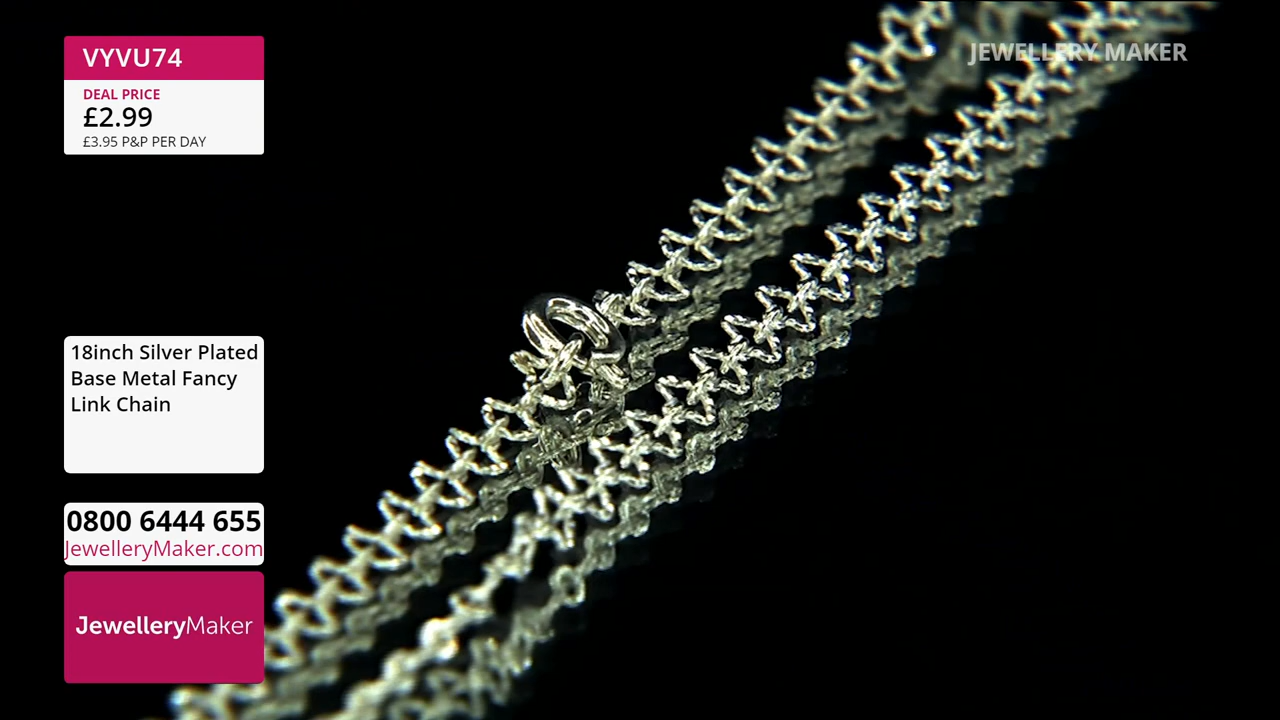 VYVU74
DEAL PRICE
£2.99
£3.95 P&P PER DAY
JEWELLERY MAKER
18inch Silver Plated
Base Metal Fancy
Link Chain
0800 6444 655
JewelleryMaker.com
JewelleryMaker